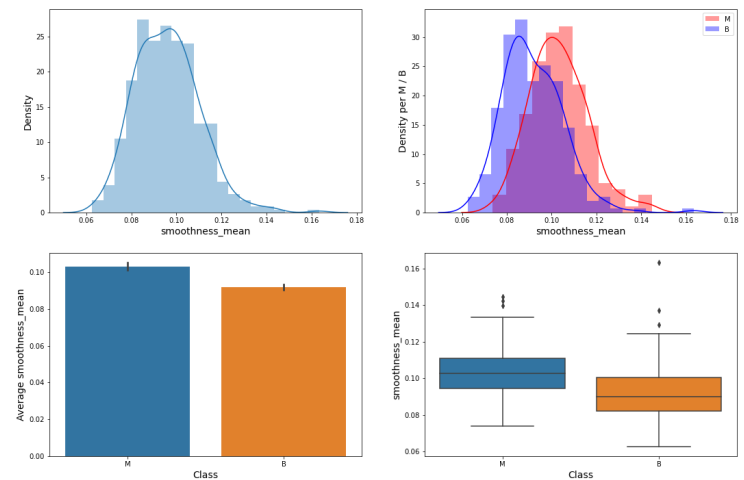 25
20
15
10
5
0
Density
0.06 0.08 0.10 0.12 0.14 0.16 0.18
smoothness_mean
M
B
30
25
20
15
10
5
0
Density per M / B
0.06 0.08 0.10 0.12 0.14 0.16 0.18
smoothness_mean
0.10
0.08
0.06
0.04
0.02
0.00
Average smoothness_mean
M B
Class
0.16
0.14
0.12
0.10
0.08
0.06
smoothness_mean
M B
Class